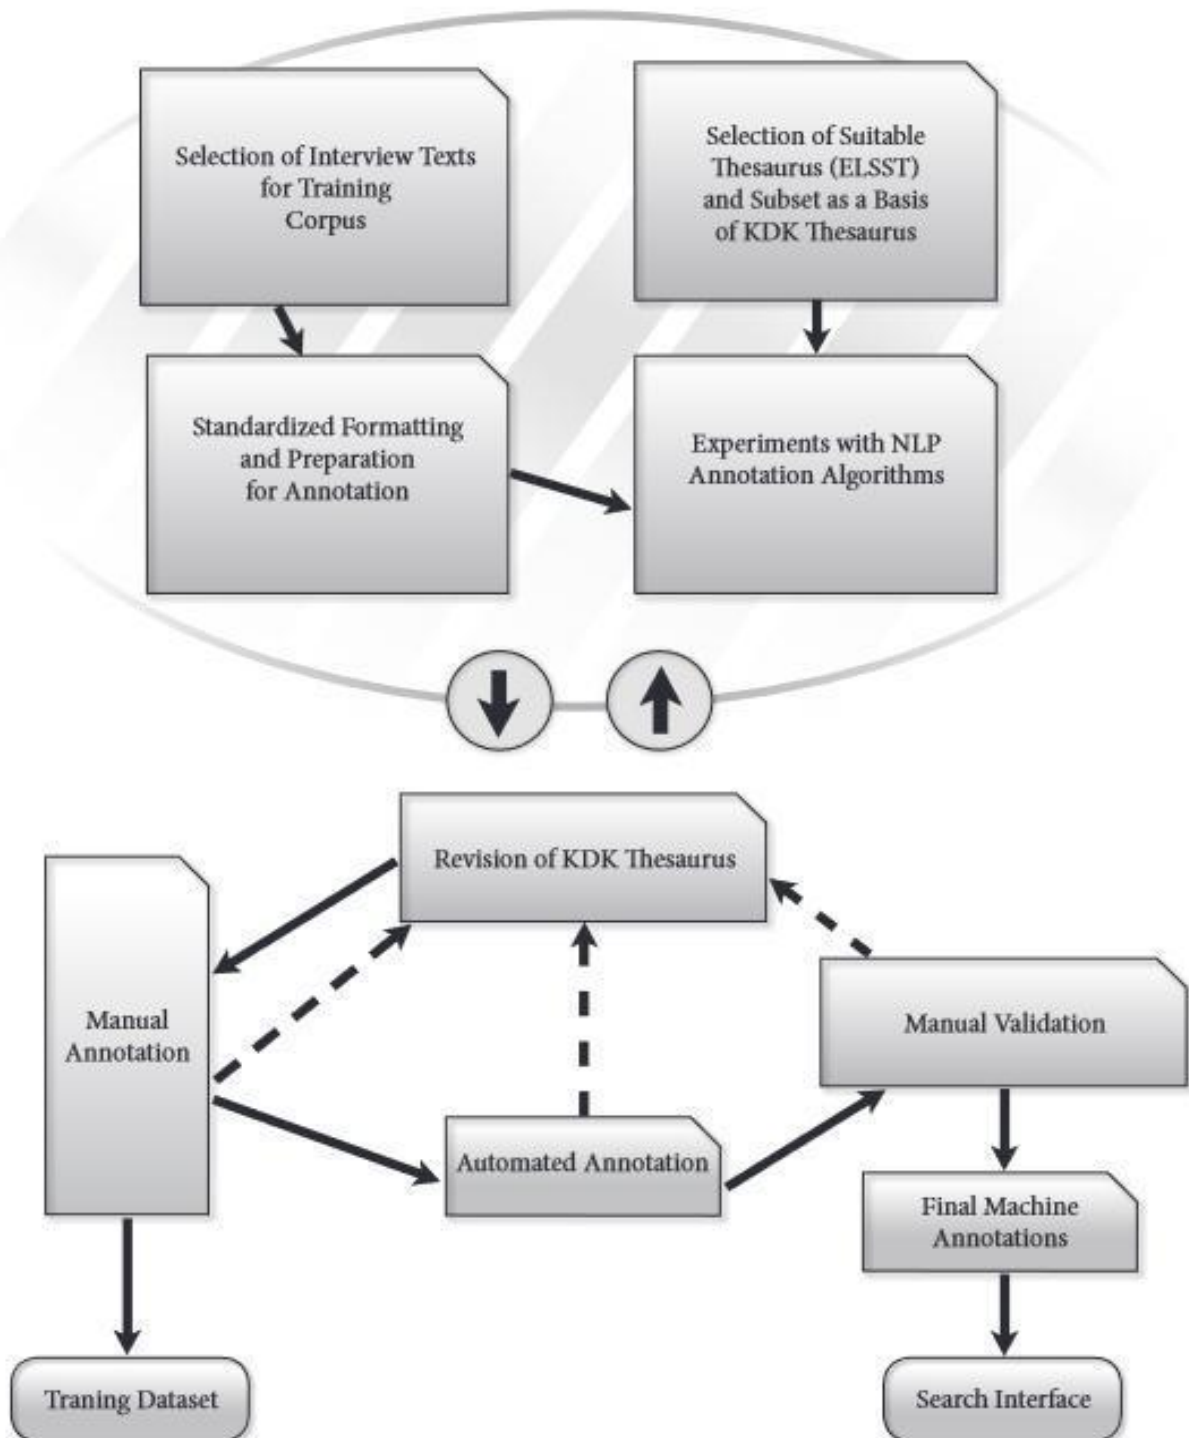 Selection of Interview Texts
for Training
Corpus
Selection of Suitable
Thesaurus (ELSST)
and Subset as a Basis
of KDK Thesaurus
Standardized Formatting
and Preparation
for Annotation
Experiments with NLP
Annotation Algorithms
Revision of KDK Thesaurus
Manual
Annotation
Manual Validation
Automated Annotation
Final Machine
Annotations
Traning Dataset
Search Interface